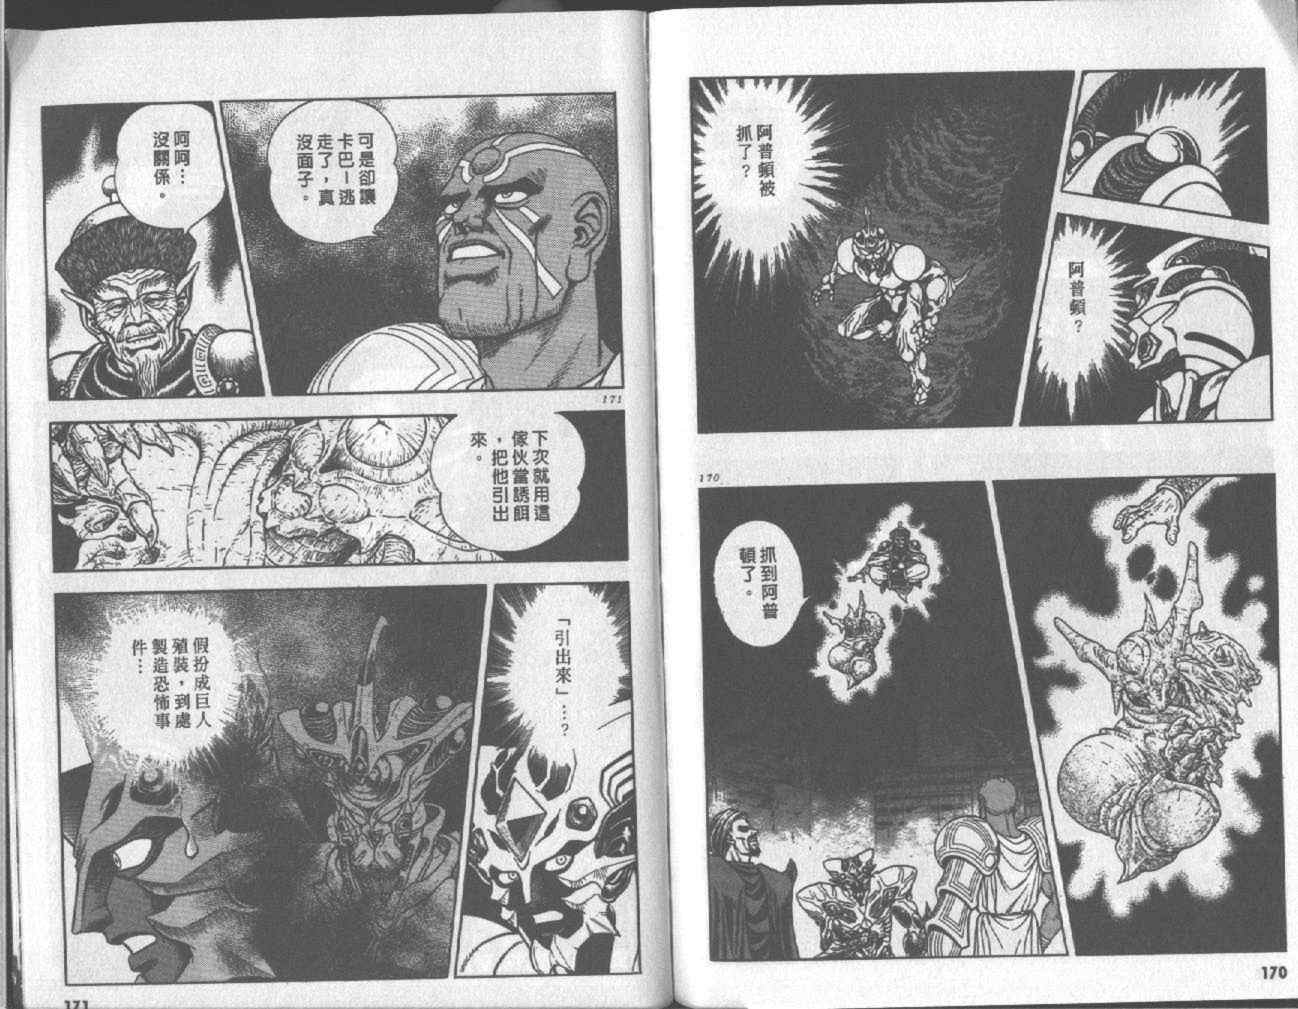 阿普頓？
阿普頓被
抓了？
170
抓到阿普
頓了。
170
可是卻讓
卡巴ー逃
走了，真
沒面子。
呵呵…
沒關係。
171
下次就用這
傢伙當誘餌
，把他引出
來。
「引出來」…？
假扮成巨人
殖裝，到處
製造恐怖事
件…
171